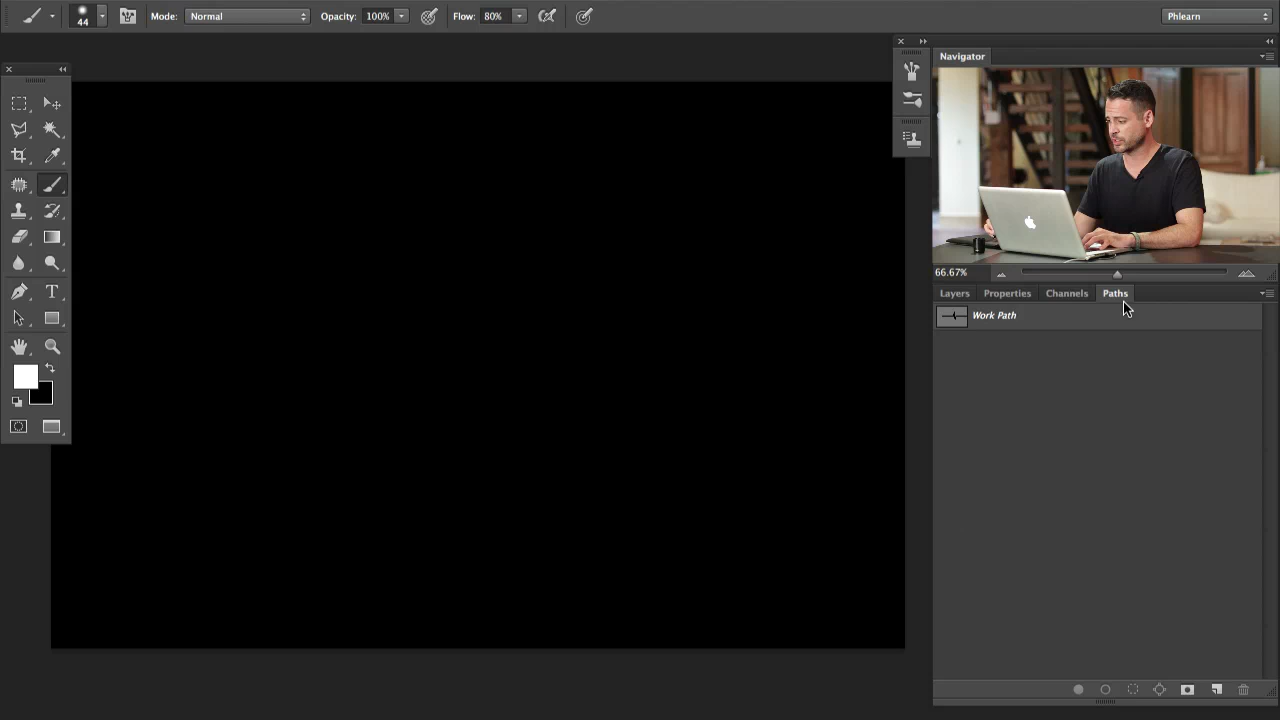 44
Mode: Normal
Opacity: 100%
Flow: 80%
Phlearn
Navigator
66.67%
Layers Properties Channels Paths
Work Path
T